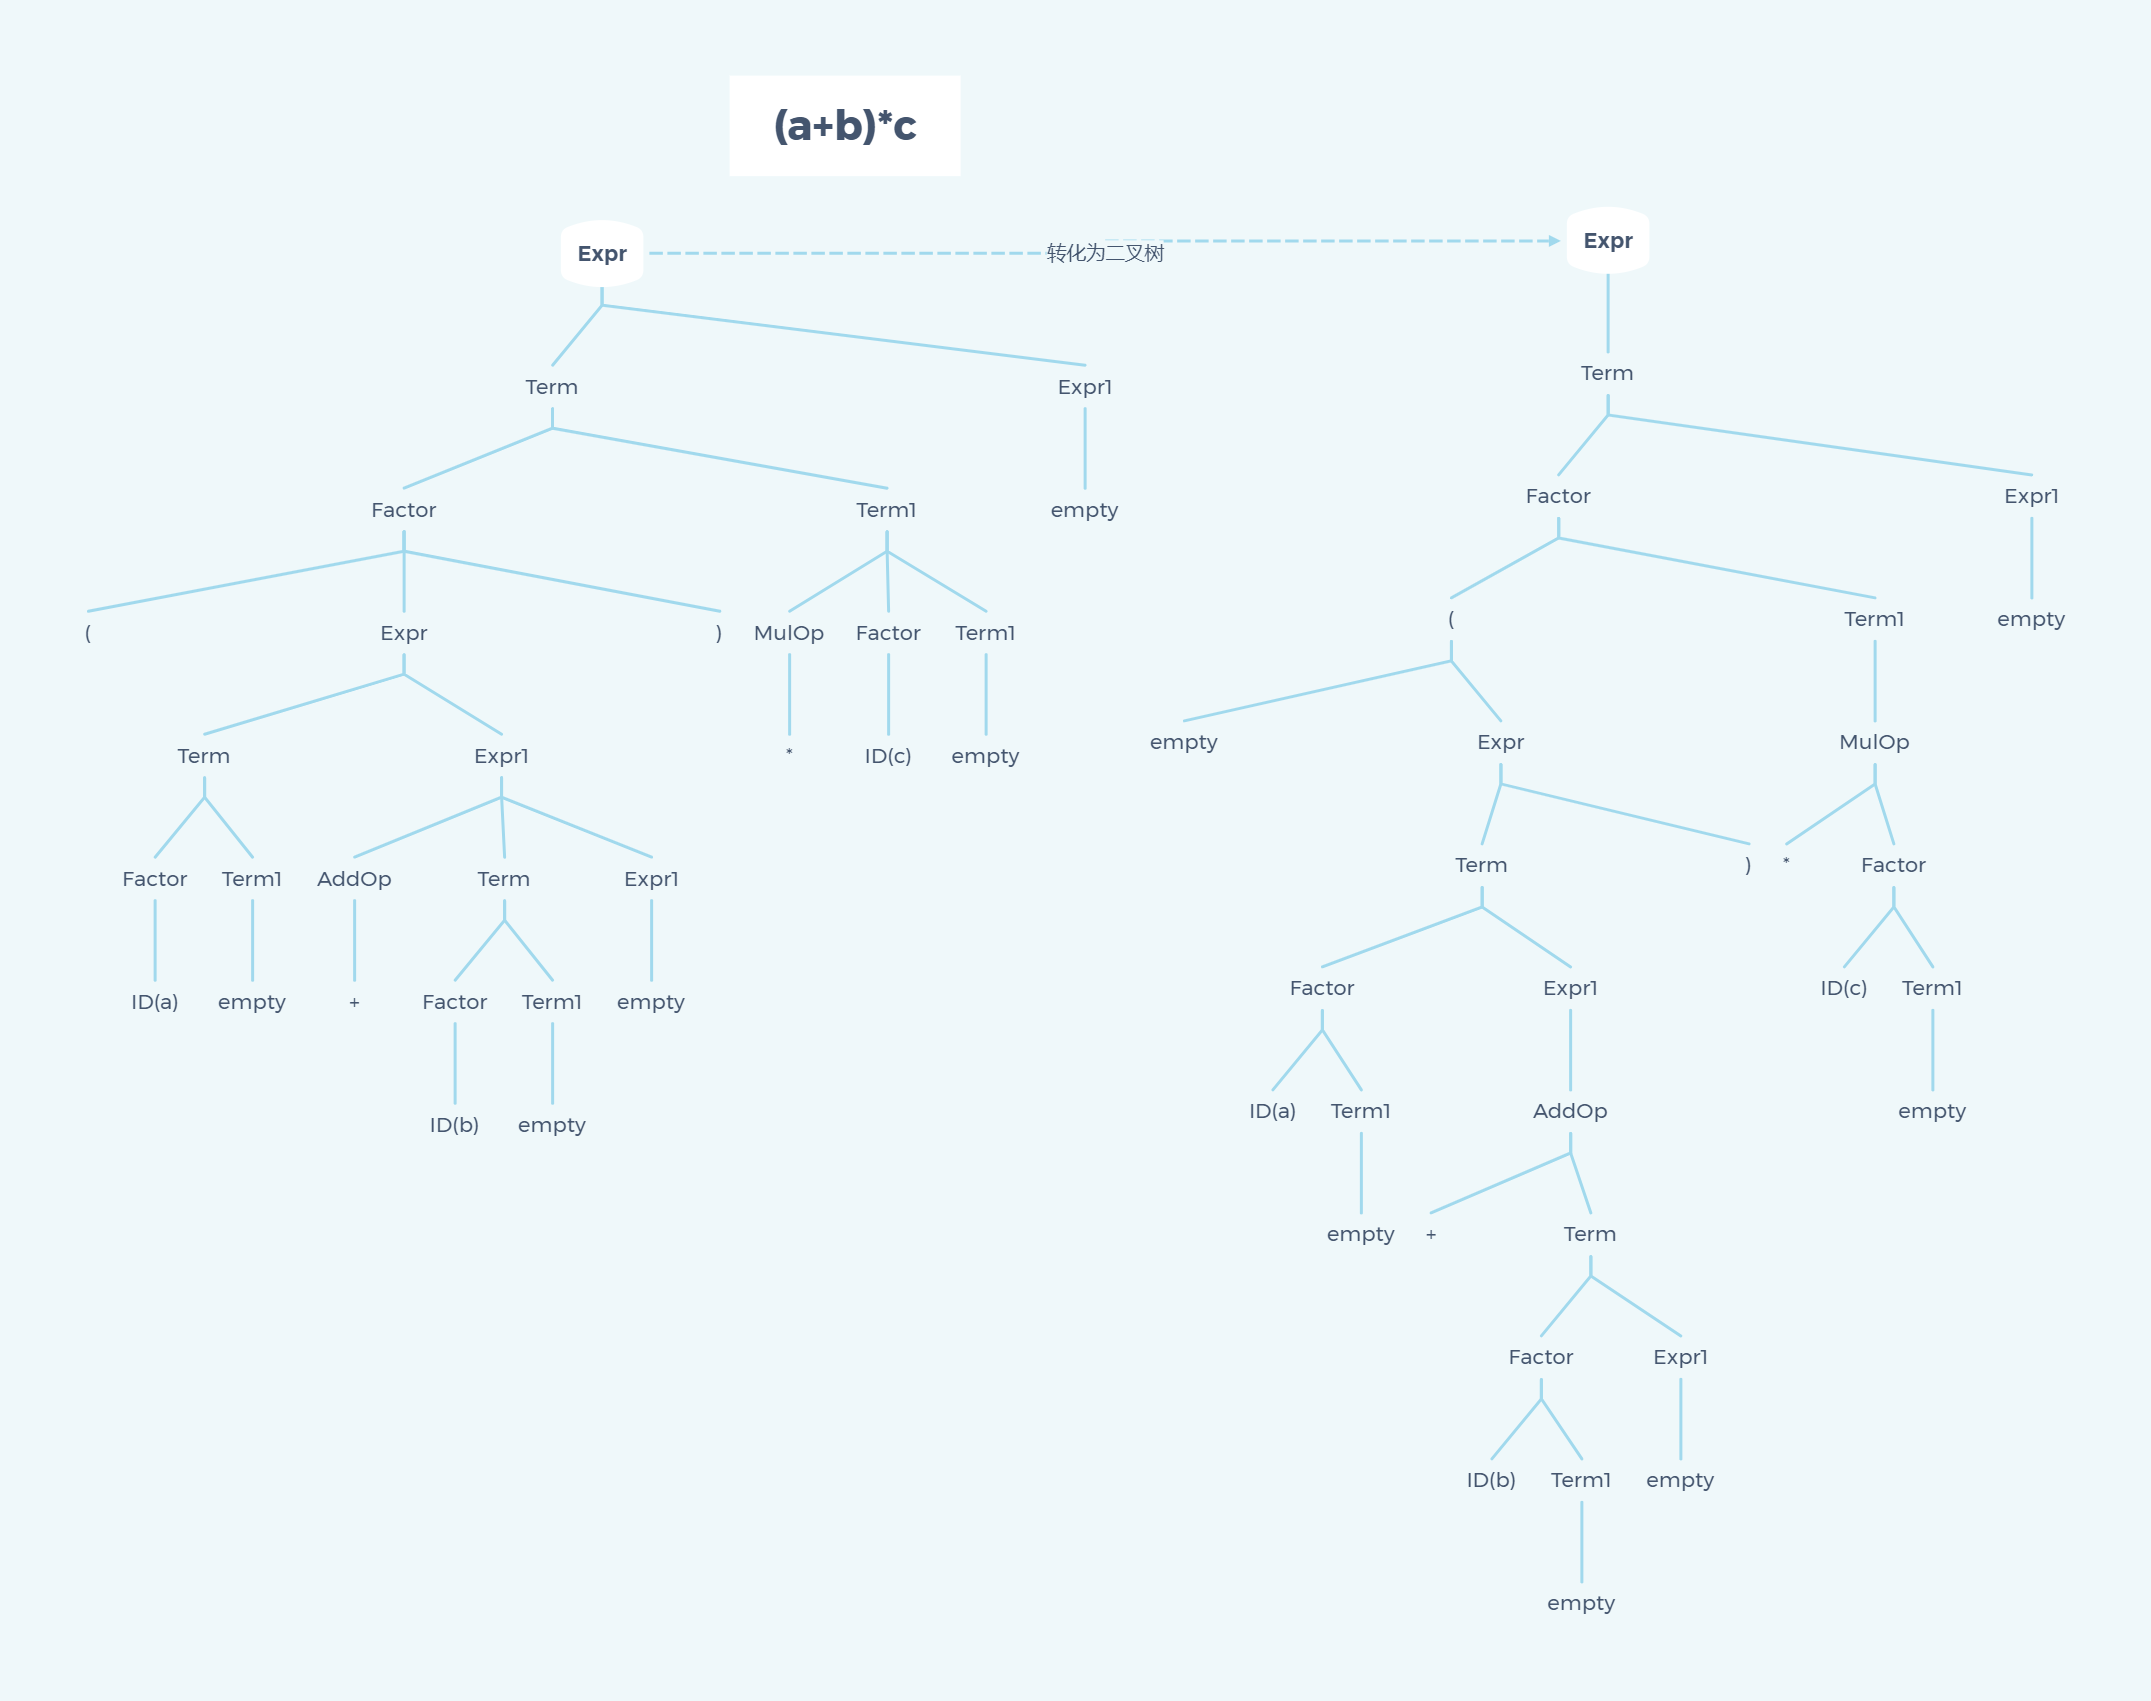 (a+b)*c
Expr 转化为二叉树 Expr
Term Expr1 Term
Factor Term1 empty Factor Expr1
( Expr ) MulOp Factor Term1 ( Term1 empty
Term Expr1 * ID(c) empty empty Expr MulOp
Factor Term1 AddOp Term Expr1 Term ) * Factor
ID(a) empty + Factor Term1 empty Factor Expr1 ID(c) Term1
ID(b) empty ID(a) Term1 AddOp empty
empty + Term
Factor Expr1
ID(b) Term1 empty
empty